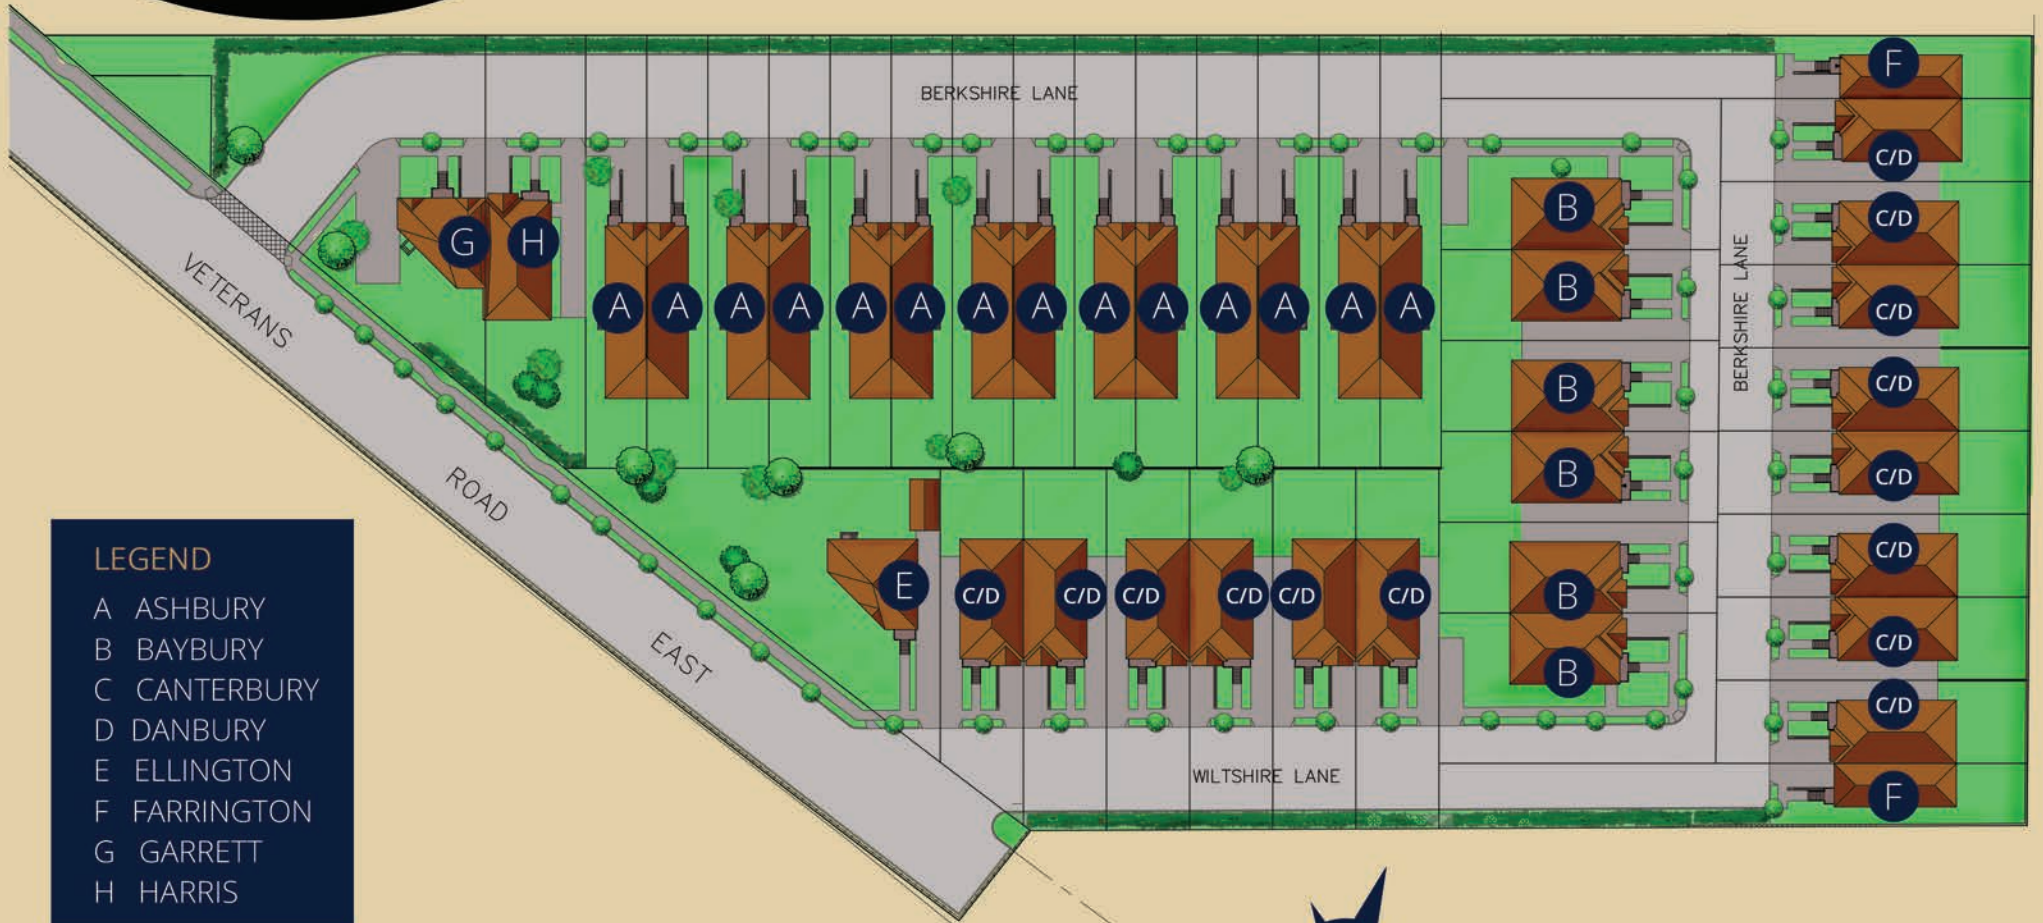 BERKSHIRE LANE
F
C/D
G H
A A A A A A A A A A A A A A
B
B
B
B
B
B
C/D
C/D
C/D
C/D
C/D
C/D
C/D
F
BERKSHIRE LANE
VETERANS
ROAD
EAST
E
C/D C/D C/D C/D C/D C/D
WILTSHIRE LANE
LEGEND
A ASHBURY
B BAYBURY
C CANTERBURY
D DANBURY
E ELLINGTON
F FARRINGTON
G GARRETT
H HARRIS